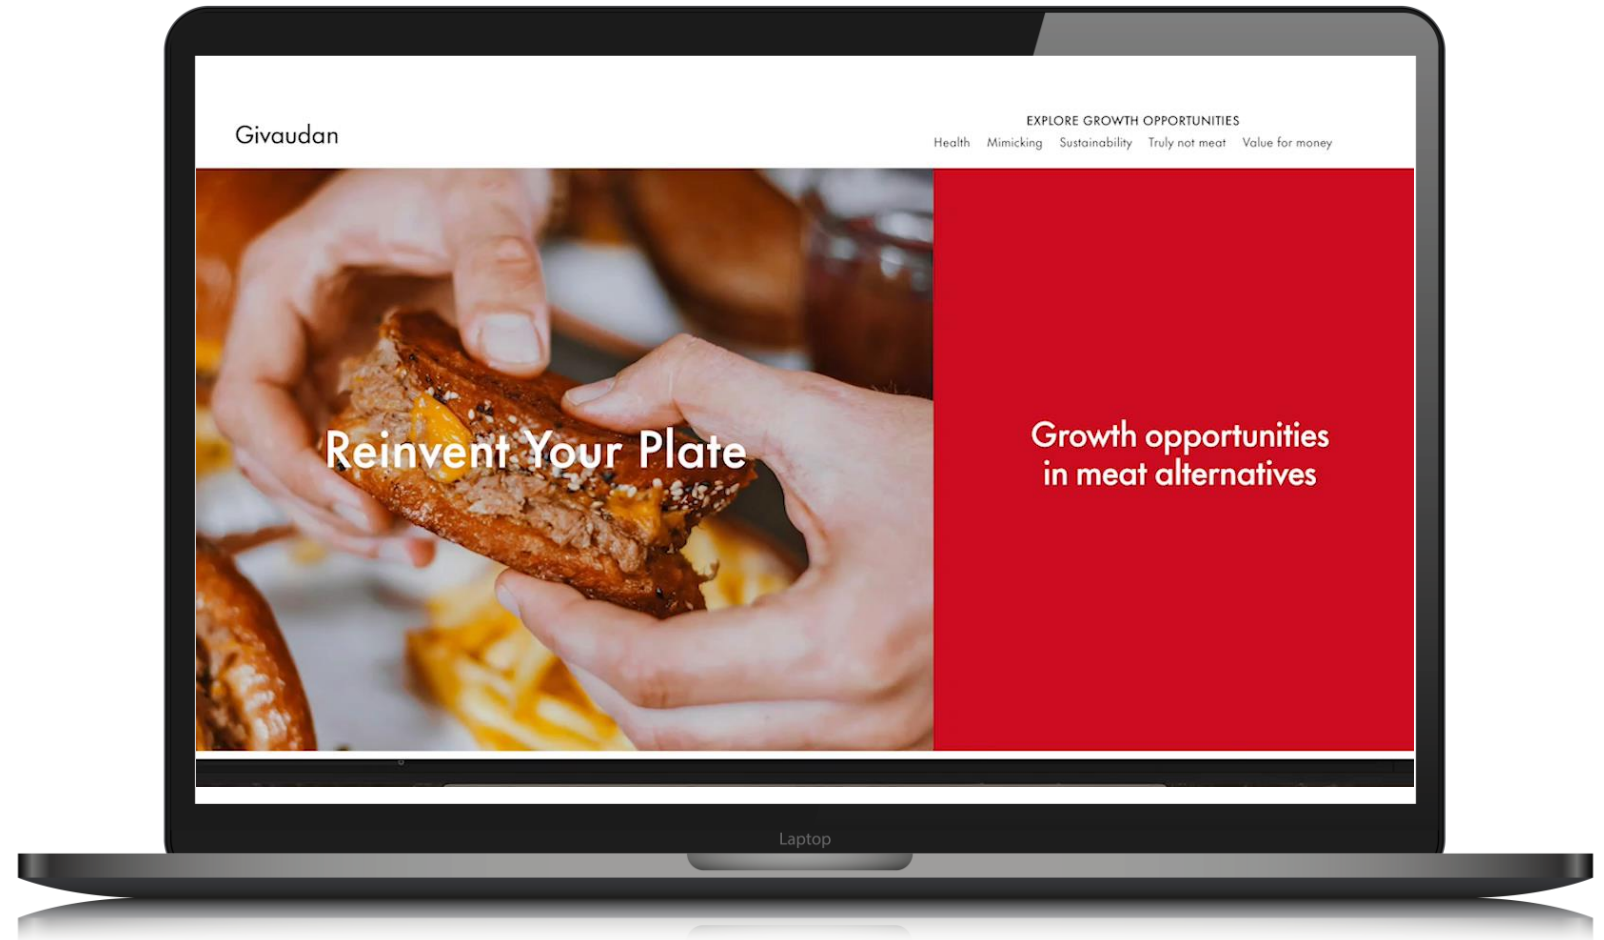 Givaudan
EXPLORE GROWTH OPPORTUNITIES
Health Mimicking Sustainability Truly not meat Value for money
Reinvent Your Plate
Growth opportunities
in meat alternatives
Laptop